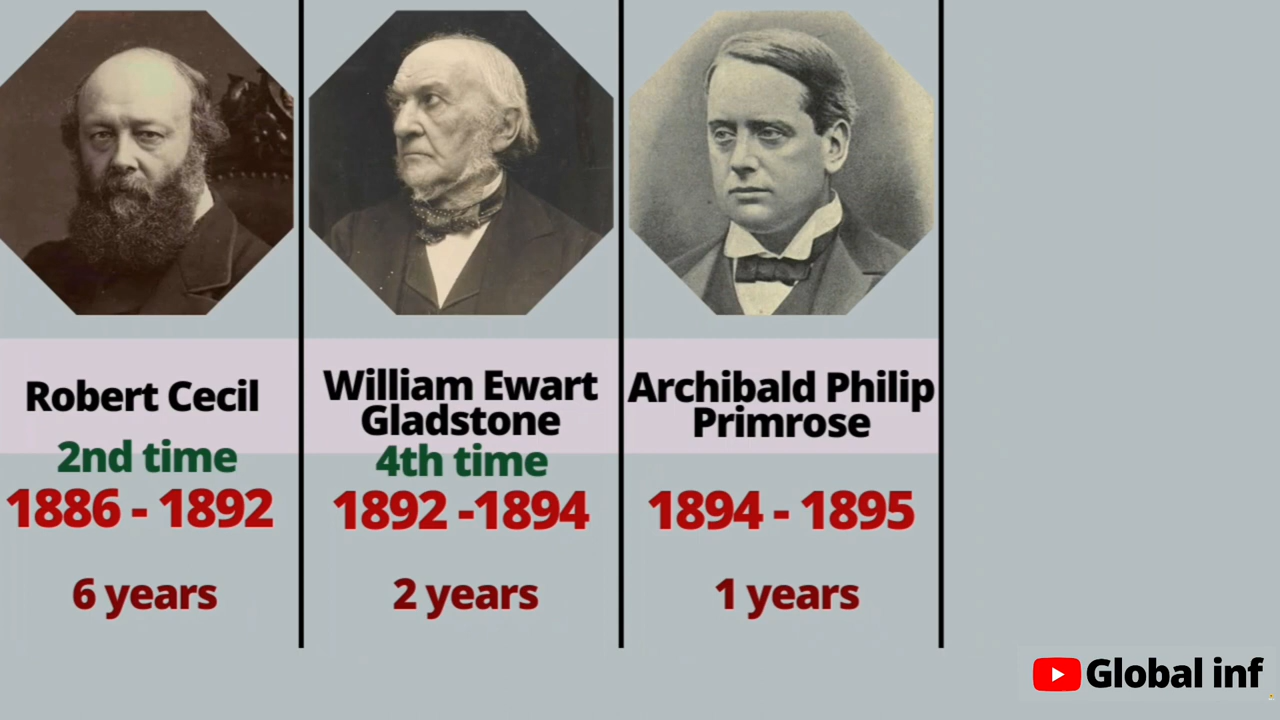 Robert Cecil
2nd time
1886 - 1892
6 years
William Ewart
Gladstone
4th time
1892 -1894
2 years
Archibald Philip
Primrose
1894 - 1895
1 years
Global inf